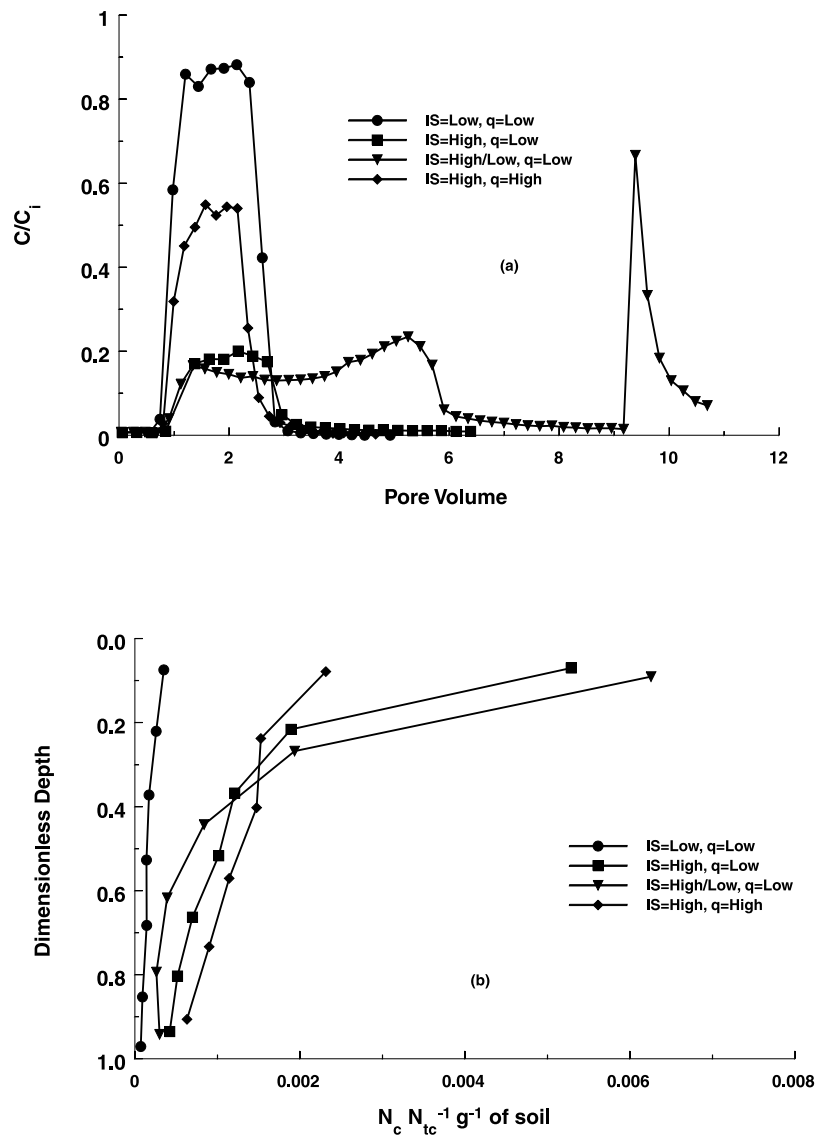 1
0.8
0.6
0.4
0.2
0
C/Ci
IS=Low, q=Low
IS=High, q=Low
IS=High/Low, q=Low
IS=High, q=High
(a)
0 2 4 6 8 10 12
Pore Volume
0.0
0.2
0.4
0.6
0.8
1.0
Dimensionless Depth
IS=Low, q=Low
IS=High, q=Low
IS=High/Low, q=Low
IS=High, q=High
(b)
0 0.002 0.004 0.006 0.008
Nc Ntc-1 g-1 of soil